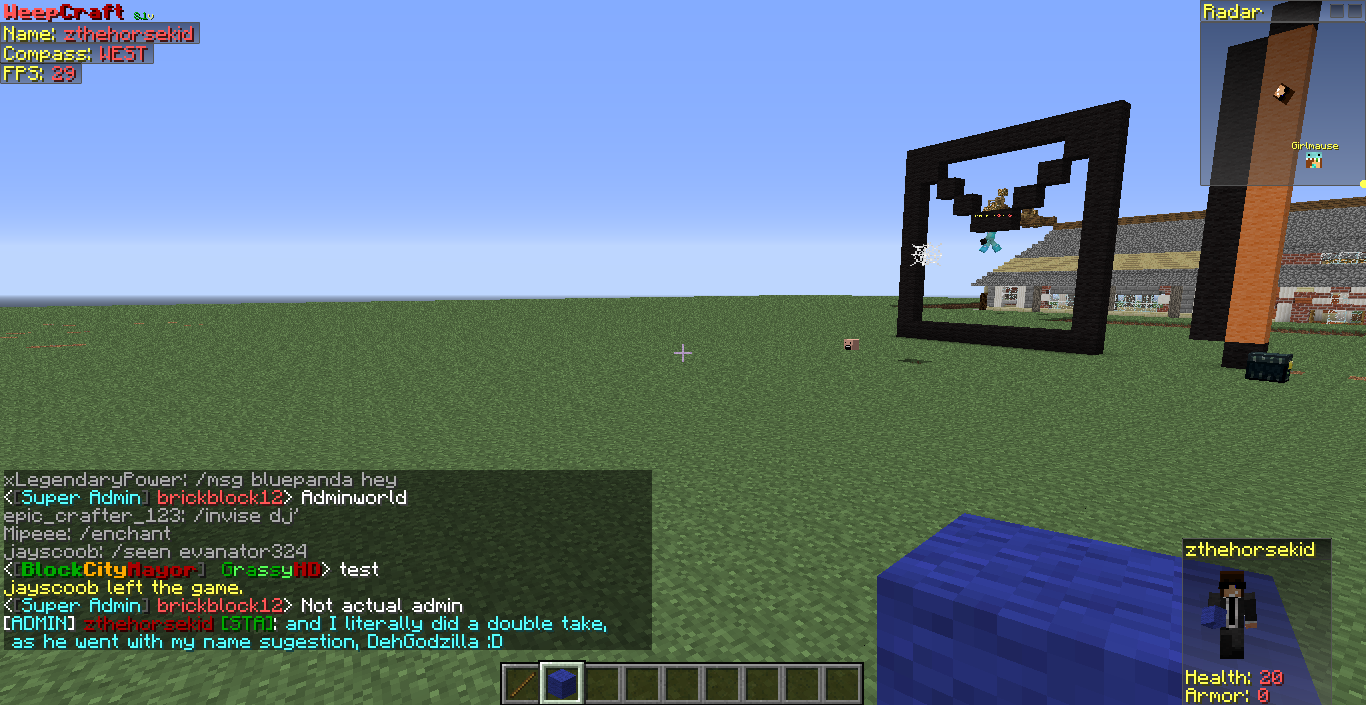 WeepCraft 8.1v
Name: zthehorsekid
Compass: WEST
FPS: 29
Radar
Girlmause
xLegendaryPower: /msg bluepanda hey
<[Super Admin] brickblock12> Adminworld
epic_crafter_123: /invise dj'
Mipeee: /enchant
jayscoob: /seen evanator324
<[BlockCityMayor] GrassyHD> test
jayscoob left the game.
<[Super Admin] brickblock12> Not actual admin
[ADMIN] zthehorsekid [STA]: and I literally did a double take,
as he went with my name sugestion, DehGodzilla :D
zthehorsekid
Health: 20
Armor: 0